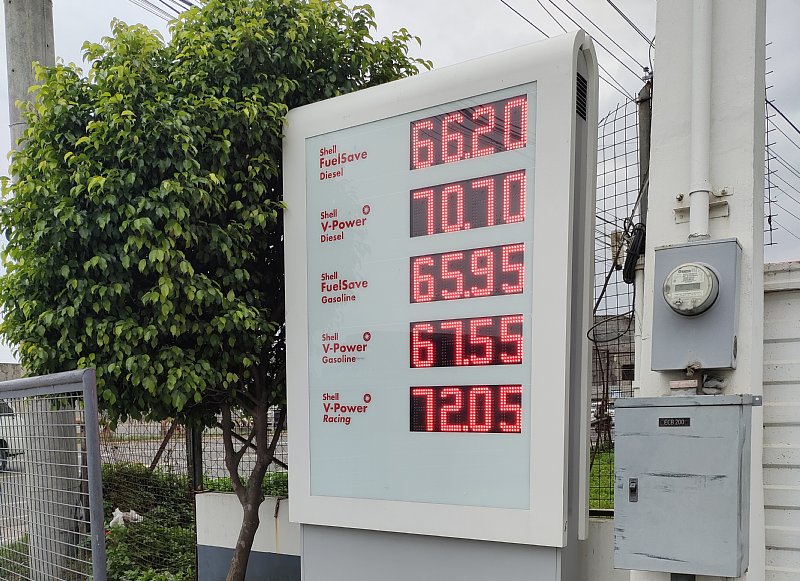 Shell
FuelSave
Diesel
66.20
Shell
V-Power
Diesel
70.70
Shell
FuelSave
Gasoline
65.95
Shell
V-Power
Gasoline
67.55
Shell
V-Power
Racing
72.05
ECB 200